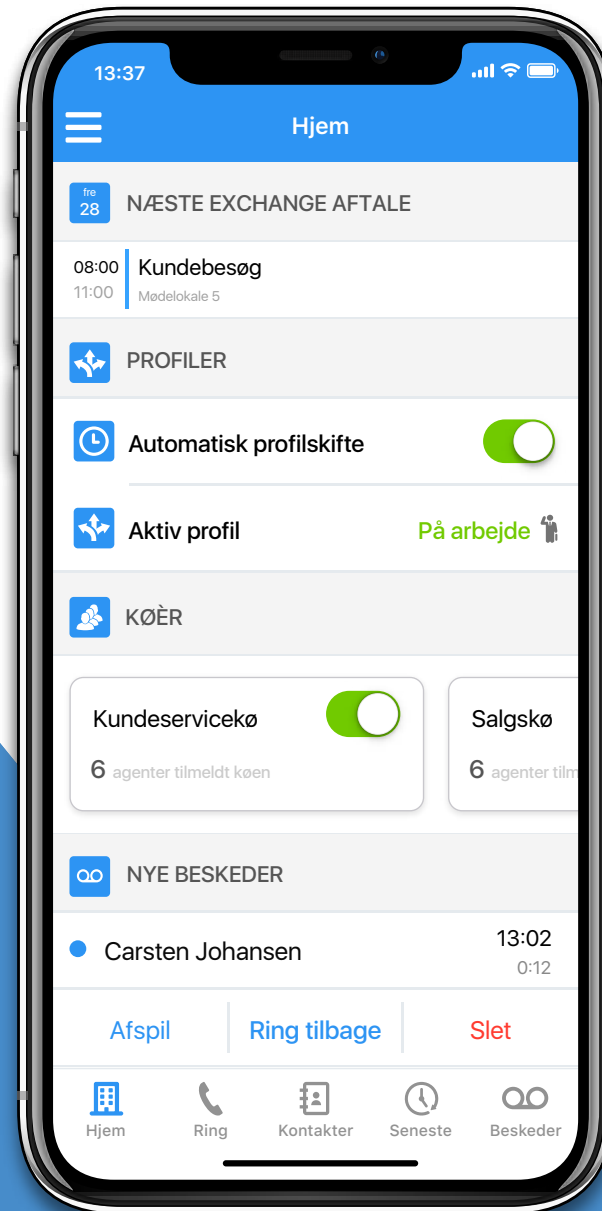 13:37
Hjem
fre
28
NÆSTE EXCHANGE AFTALE
08:00 Kundebesøg
11:00 Mødelokale 5
PROFILER
Automatisk profilskifte
Aktiv profil På arbejde
KØÈR
Kundeservicekø Salgskø
6 agenter tilmeldt køen 6 agenter tilm
NYE BESKEDER
Carsten Johansen 13:02
0:12
Afspil Ring tilbage Slet
Hjem Ring Kontakter Seneste Beskeder